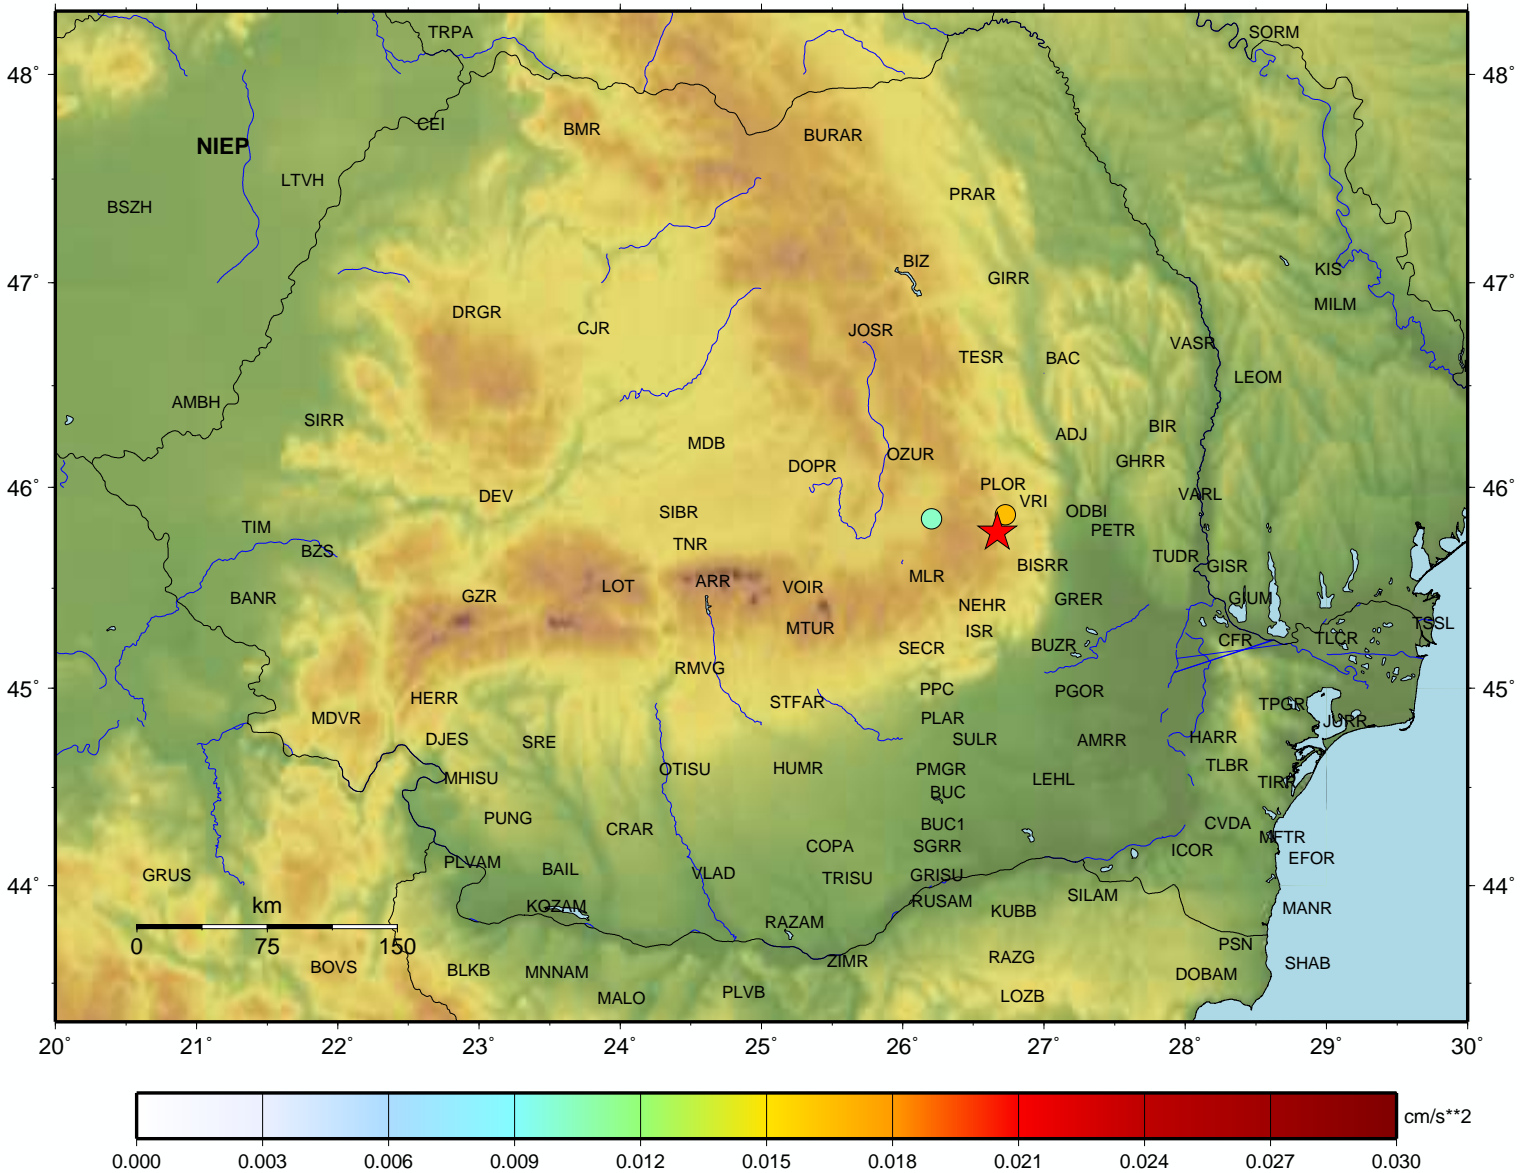 TRPA SORM
48° 48°
CEI BMR BURAR
NIEP
LTVH
BSZH PRAR
BIZ KIS
47° GIRR 47°
MILM
DRGR CJR JOSR VASR
TESR BAC
LEOM
AMBH
SIRR BIR
MDB ADJ
OZUR GHRR
DOPR
46° DEV PLOR VARL 46°
VRI
SIBR ODBI
TIM PETR
TNR
BZS TUDR
BISRR GISR
ARR MLR
LOT VOIR
GZR BANR NEHR GRER GIUM
MTUR ISR TSSL
CFR TLCR
SECR BUZR
RMVG
45° PPC PGOR 45°
HERR STFAR TPGR
MDVR PLAR JURR
DJES SRE SULR AMRR HARR
OTISU HUMR PMGR TLBR
MHISU LEHL TIRR
BUC
PUNG CRAR BUC1 CVDA
COPA SGRR MFTR
ICOR EFOR
PLVAM
GRUS BAIL VLAD TRISU GRISU
44° 44°
SILAM
km KOZAM RUSAM KUBB MANR
RAZAM
0 75 150 PSN
RAZG
BOVS BLKB MNNAM ZIMR SHAB
DOBAM
MALO PLVB LOZB
20° 21° 22° 23° 24° 25° 26° 27° 28° 29° 30°
cm/s**2
0.000 0.003 0.006 0.009 0.012 0.015 0.018 0.021 0.024 0.027 0.030